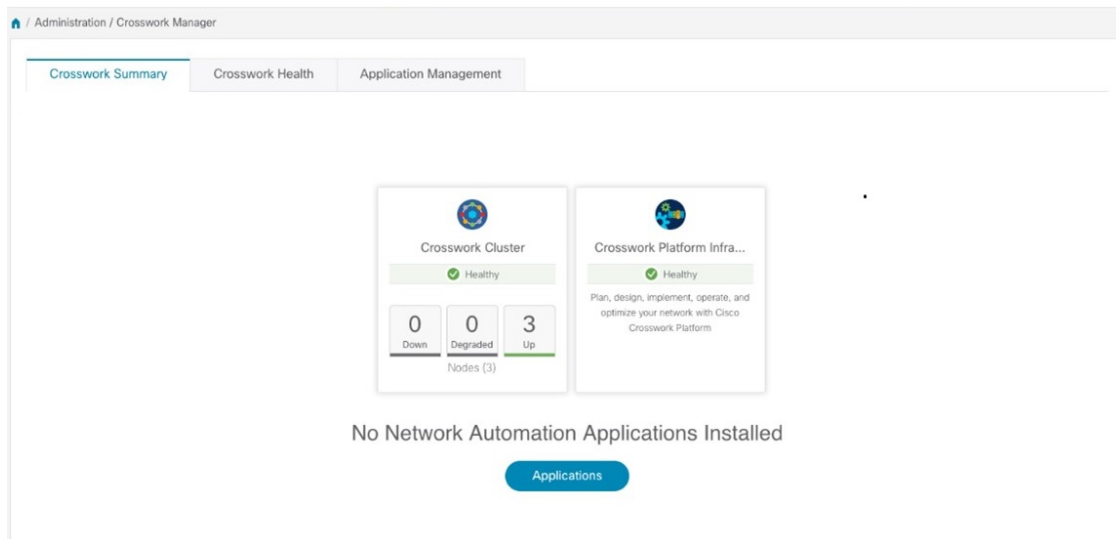 / Administration / Crosswork Manager
Crosswork Summary Crosswork Health Application Management
Crosswork Cluster
Healthy
0 0 3
Down Degraded Up
Nodes (3)
Crosswork Platform Infra...
Healthy
Plan, design, implement, operate, and
optimize your network with Cisco
Crosswork Platform
No Network Automation Applications Installed
Applications